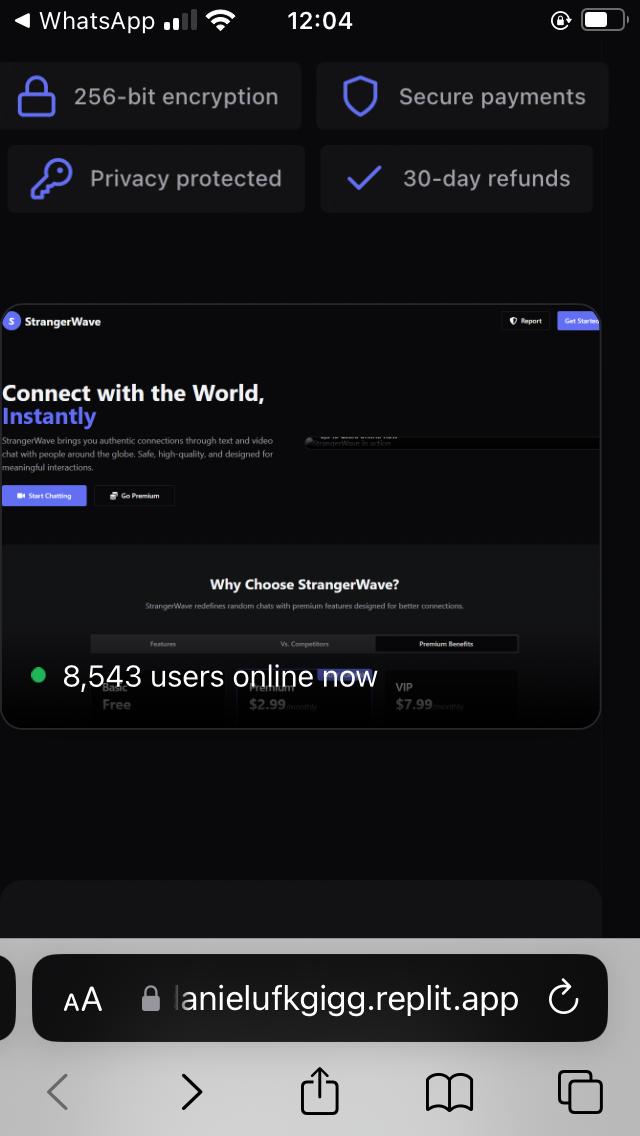 WhatsApp 12:04
256-bit encryption Secure payments
Privacy protected 30-day refunds
S StrangerWave Report Get Started
Connect with the World,
Instantly
StrangerWave brings you authentic connections through text and video
chat with people around the globe. Safe, high-quality, and designed for
meaningful interactions.
StrangerWave in action
Start Chatting Go Premium
Why Choose StrangerWave?
StrangerWave redefines random chats with premium features designed for better connections.
Features Vs. Competitors Premium Benefits
8,543 users online now
Basic Premium VIP
Free $2.99/monthly $7.99/monthly
AA anielufkgigg.replit.app